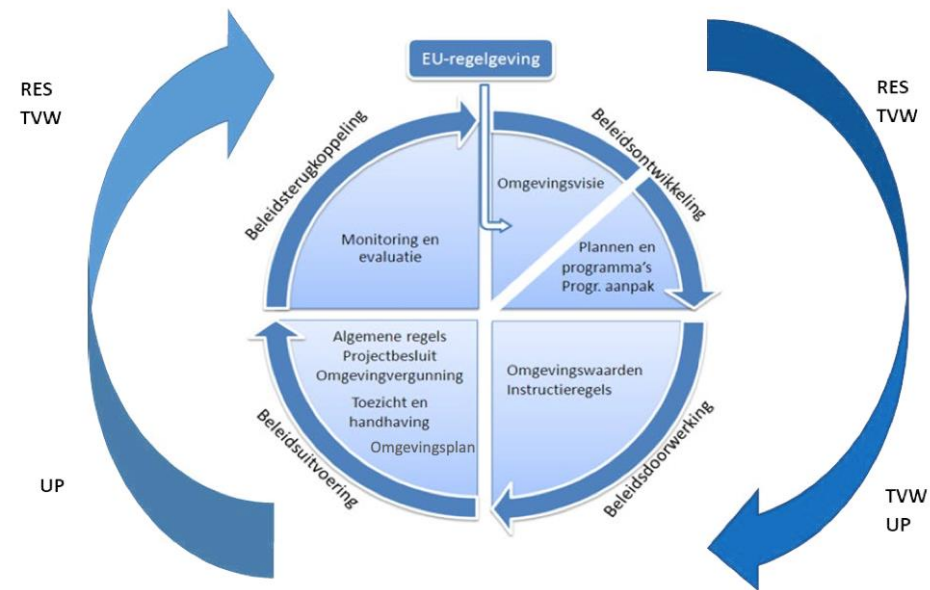 EU-regelgeving
RES
TVW
RES
TVW
Beleidsterugkoppeling
Beleidsontwikkeling
Omgevingsvisie
Monitoring en
evaluatie
Plannen en
programma's
Progr. aanpak
Algemene regels
Projectbesluit
Omgevingvergunning
Toezicht en
handhaving
Omgevingsplan
Omgevingswaarden
Instructieregels
Beleidsuitvoering
Beleidsdoorwerking
UP
TVW
UP